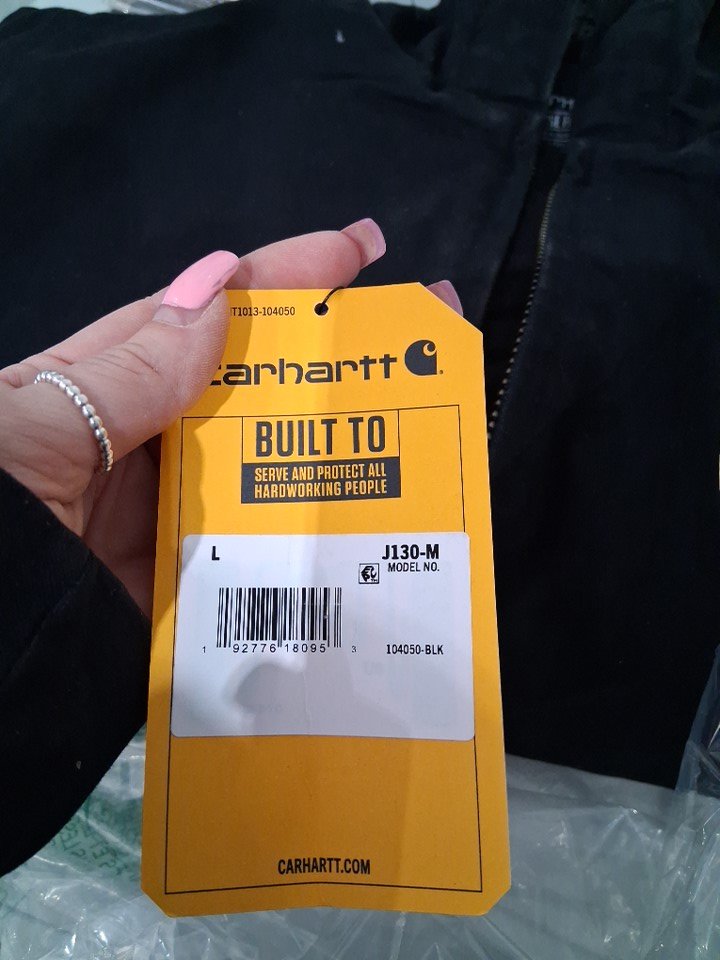 IT1013-104050
carhartt
BUILT TO
SERVE AND PROTECT ALL
HARDWORKING PEOPLE
L
J130-M
MODEL NO.
1 92776 18095 3
104050-BLK
CARHARTT.COM